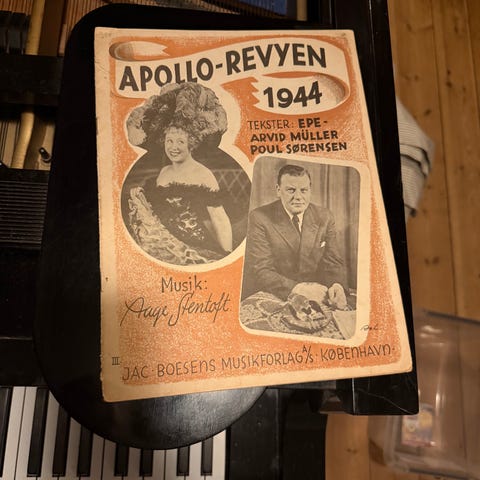 APOLLO-REVYEN
1944
TEKSTER: EPE-
ARVID MÜLLER
POUL SØRENSEN
Musik:
Aage Stentoft
III JAC. BOESENS MUSIKFORLAG A/S. KØBENHAVN.